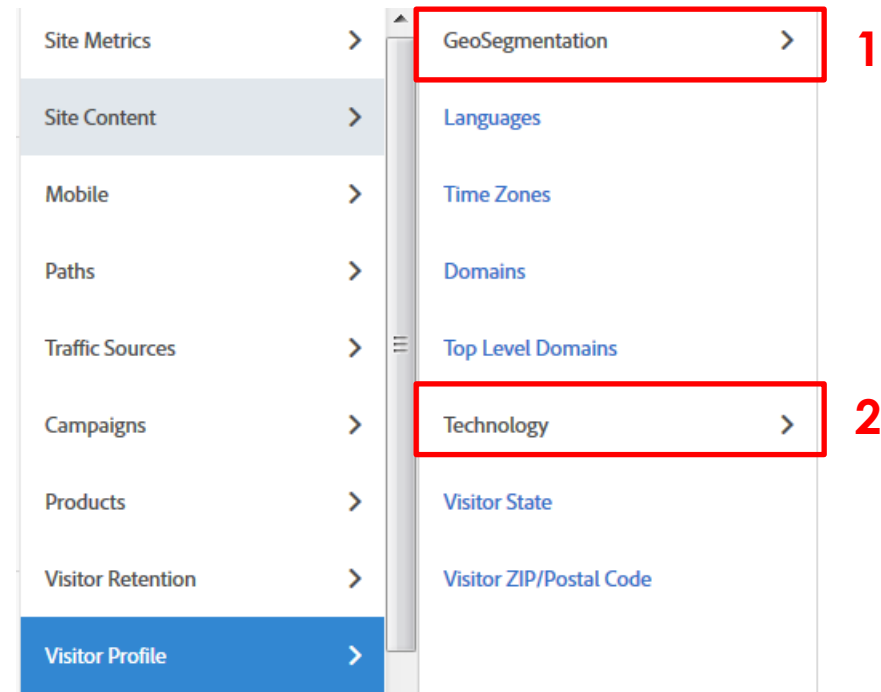 Site Metrics
Site Content
Mobile
Paths
Traffic Sources
Campaigns
Products
Visitor Retention
Visitor Profile
GeoSegmentation
1
Languages
Time Zones
Domains
Top Level Domains
Technology
2
Visitor State
Visitor ZIP/Postal Code